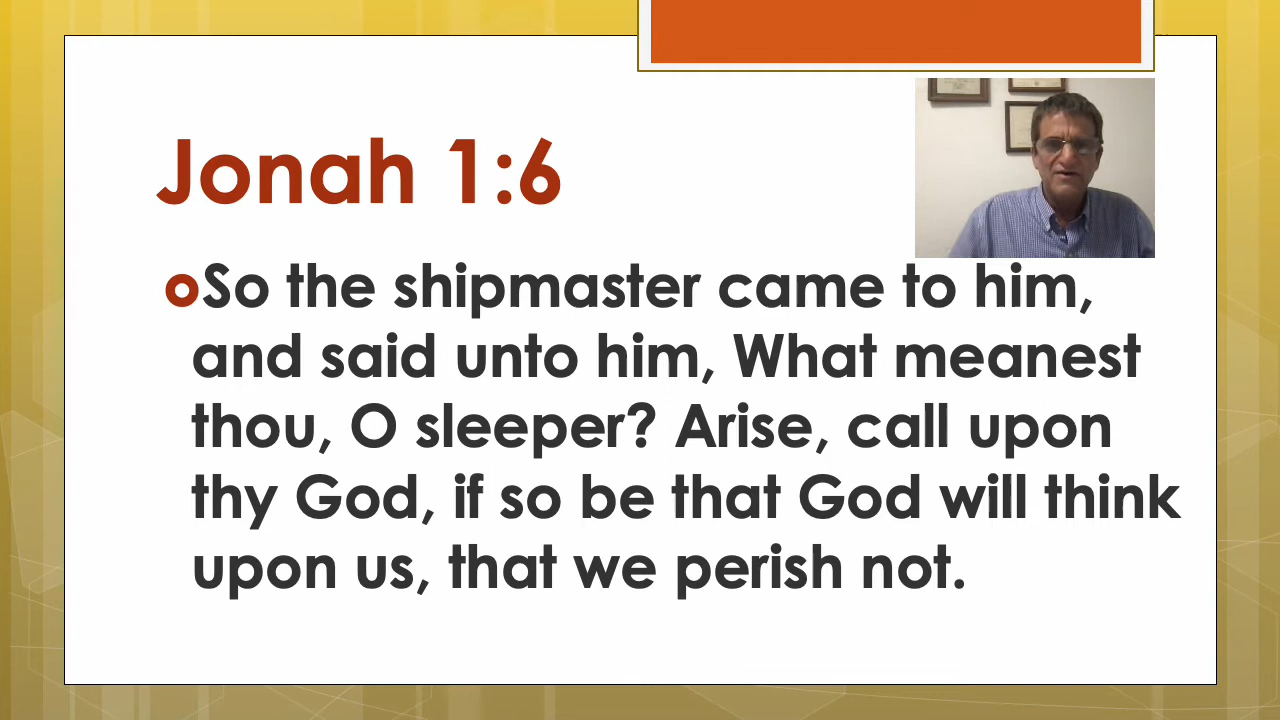 Jonah 1:6
So the shipmaster came to him,
and said unto him, What meanest
thou, O sleeper? Arise, call upon
thy God, if so be that God will think
upon us, that we perish not.